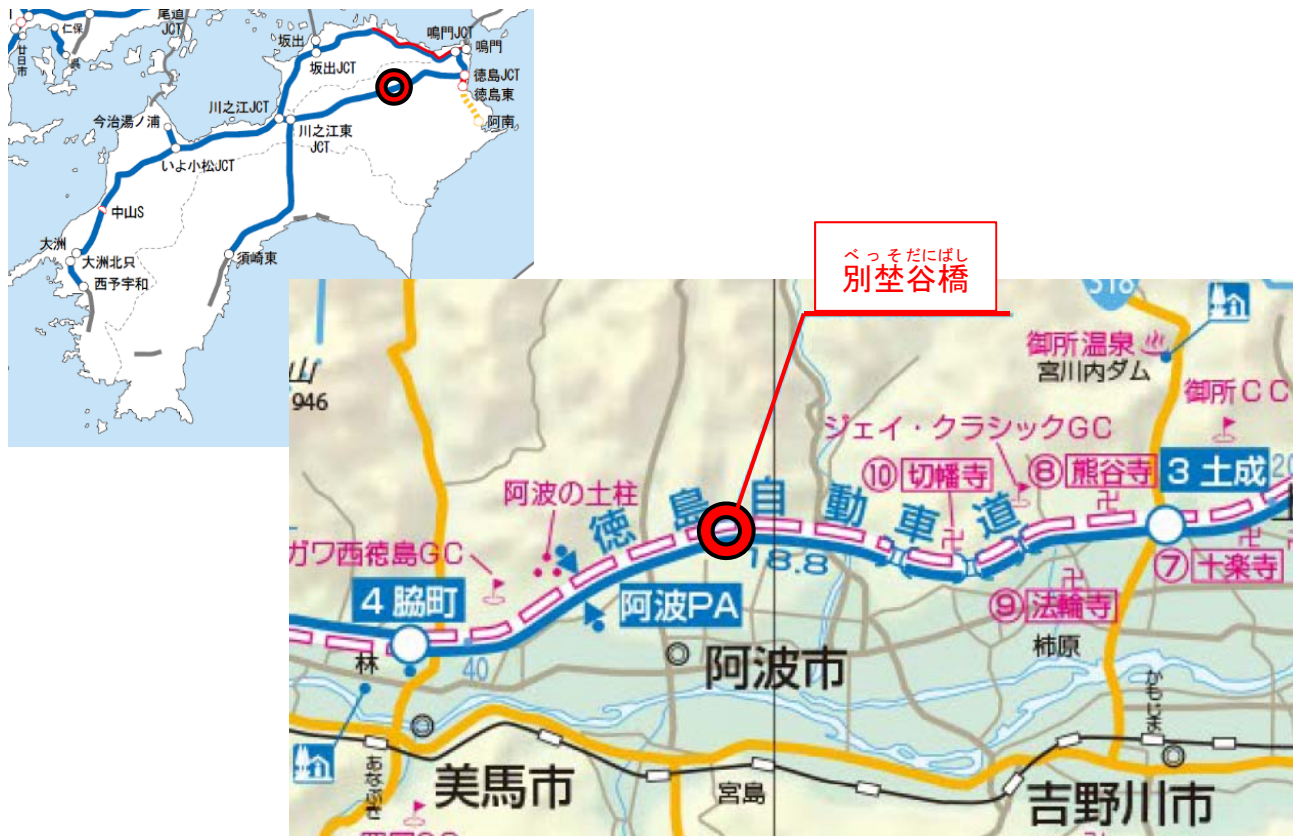 尾道
JCT
仁保
呉
廿日市
坂出
坂出JCT
鳴門JCT
鳴門
徳島JCT
徳島東
阿南
川之江JCT
川之江東
JCT
今治湯ノ浦
いよ小松JCT
中山S
大洲
大洲北只
西予宇和
須崎東
べっそだにばし
別埜谷橋
318
山
946
御所温泉
宮川内ダム
御所CC
ジェイ・クラシックGC
⑩切幡寺
⑧熊谷寺
3 土成
20
阿波の土柱
徳島自動車道
18.8
ガワ西徳島GC
4 脇町
阿波PA
⑦十楽寺
⑨法輪寺
林
40
阿波市
柿原
かもじま
あなぶき
美馬市
宮島
吉野川市